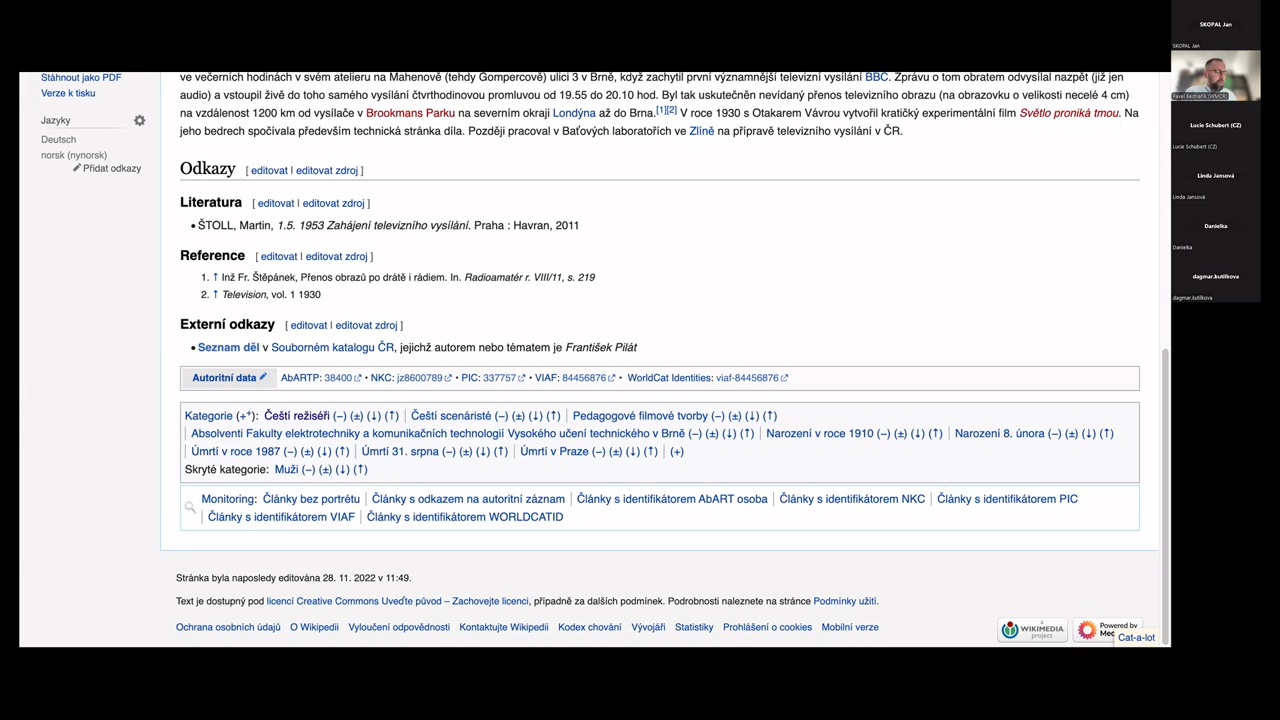 Stáhnout jako PDF
Verze k tisku
Jazyky
Deutsch
norsk (nynorsk)
Přidat odkazy
ve večerních hodinách v svém atelieru na Mahenově (tehdy Gompercově) ulici 3 v Brně, když zachytil první významnější televizní vysílání BBC. Zprávu o tom obratem odvysílal nazpět (již jen
audio) a vstoupil živě do toho samého vysílání čtvrthodinovou promluvou od 19.55 do 20.10 hod. Byl tak uskutečněn nevídaný přenos televizního obrazu (na obrazovku o velikosti necelé 4 cm)
na vzdálenost 1200 km od vysílače v Brookmans Parku na severním okraji Londýna až do Brna.[1][2] V roce 1930 s Otakarem Vávrou vytvořil kratičký experimentální film Světlo proniká tmou. Na
jeho bedrech spočívala především technická stránka díla. Později pracoval v Baťových laboratořích ve Zlíně na přípravě televizního vysílání v ČR.
Odkazy [ editovat | editovat zdroj ]
Literatura [ editovat | editovat zdroj ]
• ŠTOLL, Martin, 1.5. 1953 Zahájení televizního vysílání. Praha : Havran, 2011
Reference [ editovat | editovat zdroj ]
1. ↑ Inž Fr. Štěpánek, Přenos obrazů po drátě i rádiem. In. Radioamatér r. VIII/11, s. 219
2. ↑ Television, vol. 1 1930
Externí odkazy [ editovat | editovat zdroj ]
• Seznam děl v Souborném katalogu ČR, jejichž autorem nebo tématem je František Pilát
Autoritní data AbARTP: 38400 • NKC: jz8600789 • PIC: 337757 • VIAF: 84456876 • WorldCat Identities: viaf-84456876
Kategorie (+⁺): Čeští režiséři (−) (±) (↓) (↑) | Čeští scenáristé (−) (±) (↓) (↑) | Pedagogové filmové tvorby (−) (±) (↓) (↑)
| Absolventi Fakulty elektrotechniky a komunikačních technologií Vysokého učení technického v Brně (−) (±) (↓) (↑) | Narození v roce 1910 (−) (±) (↓) (↑) | Narození 8. února (−) (±) (↓) (↑)
| Úmrtí v roce 1987 (−) (±) (↓) (↑) | Úmrtí 31. srpna (−) (±) (↓) (↑) | Úmrtí v Praze (−) (±) (↓) (↑) | (+)
Skryté kategorie: Muži (−) (±) (↓) (↑)
Monitoring: Články bez portrétu | Články s odkazem na autoritní záznam | Články s identifikátorem AbART osoba | Články s identifikátorem NKC | Články s identifikátorem PIC
| Články s identifikátorem VIAF | Články s identifikátorem WORLDCATID
Stránka byla naposledy editována 28. 11. 2022 v 11:49.
Text je dostupný pod licencí Creative Commons Uveďte původ – Zachovejte licenci, případně za dalších podmínek. Podrobnosti naleznete na stránce Podmínky užití.
Ochrana osobních údajů O Wikipedii Vyloučení odpovědnosti Kontaktujte Wikipedii Kodex chování Vývojáři Statistiky Prohlášení o cookies Mobilní verze
A WIKIMEDIA project
Powered by
Cat-a-lot
SKOPAL Jan
SKOPAL Jan
Pavel Bednařík (WMCR)
Lucie Schubert (CZ)
Lucie Schubert (CZ)
Linda Jansová
Linda Jansová
Danielka
Danielka
dagmar.kutilkova
dagmar.kutilkova